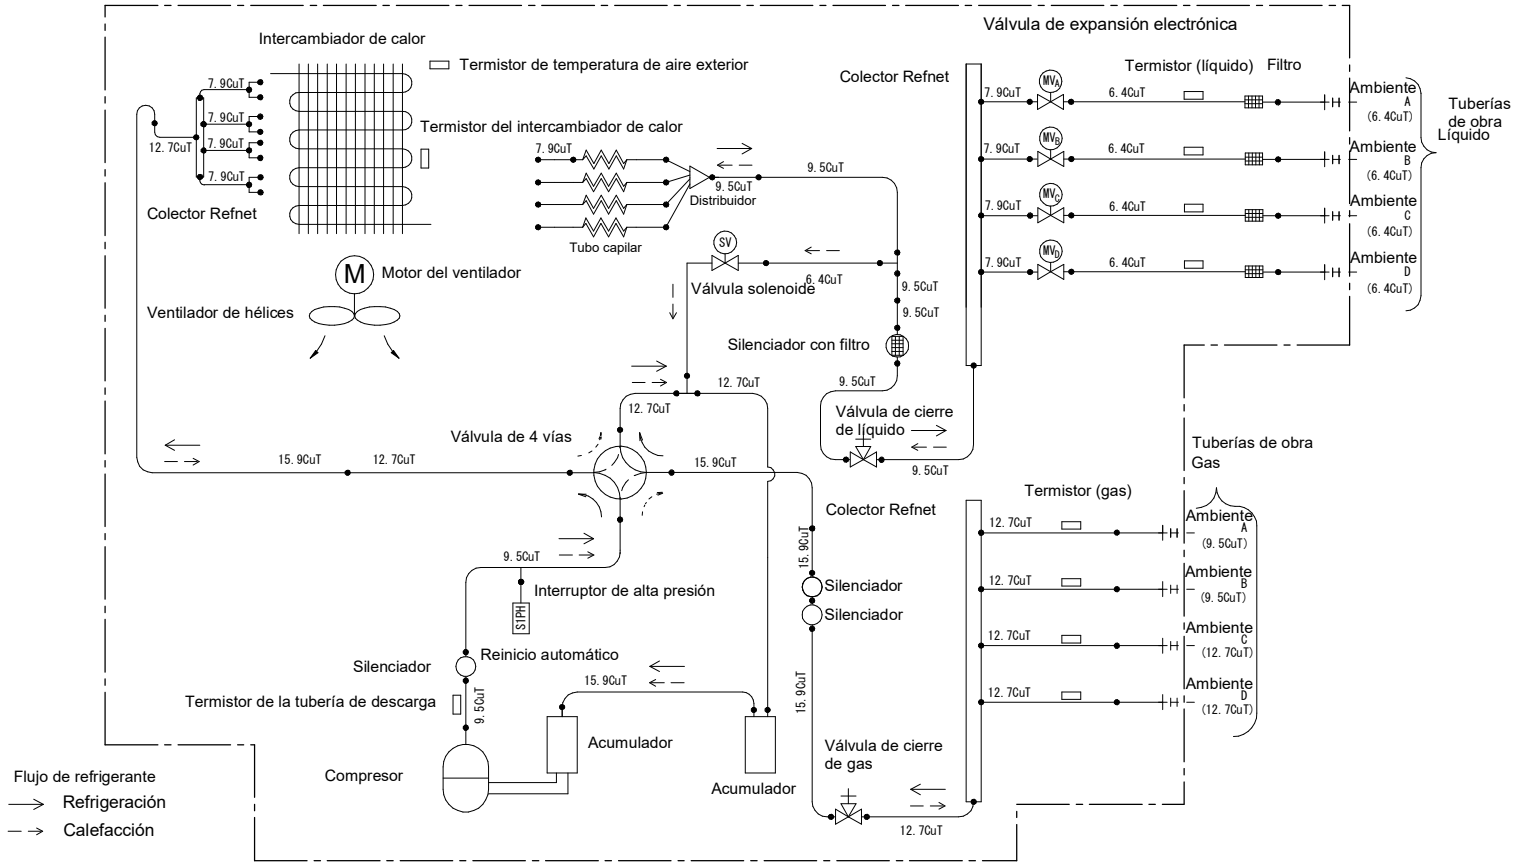 Válvula de expansión electrónica
Intercambiador de calor
Termistor de temperatura de aire exterior
Colector Refnet
Termistor (líquido)
Filtro
7.9CuT
7.9CuT
7.9CuT
7.9CuT
12.7CuT
Colector Refnet
Termistor del intercambiador de calor
7.9CuT
9.5CuT
Distribuidor
Tubo capilar
9.5CuT
7.9CuT
MVA
6.4CuT
Ambiente
A
(6.4CuT)
7.9CuT
MVB
6.4CuT
Ambiente
B
(6.4CuT)
7.9CuT
MVC
6.4CuT
Ambiente
C
(6.4CuT)
7.9CuT
MVD
6.4CuT
Ambiente
D
(6.4CuT)
Tuberías
de obra
Líquido
M
Motor del ventilador
Ventilador de hélices
SV
Válvula solenoide
6.4CuT
9.5CuT
9.5CuT
Silenciador con filtro
9.5CuT
12.7CuT
12.7CuT
Válvula de cierre
de líquido
9.5CuT
Válvula de 4 vías
15.9CuT
12.7CuT
15.9CuT
Tuberías de obra
Gas
Colector Refnet
Termistor (gas)
12.7CuT
Ambiente
A
(9.5CuT)
12.7CuT
Ambiente
B
(9.5CuT)
12.7CuT
Ambiente
C
(12.7CuT)
12.7CuT
Ambiente
D
(12.7CuT)
15.9CuT
Silenciador
Silenciador
15.9CuT
9.5CuT
Interruptor de alta presión
S1PH
Reinicio automático
Silenciador
Termistor de la tubería de descarga
9.5CuT
15.9CuT
Acumulador
Acumulador
Compresor
Válvula de cierre
de gas
12.7CuT
Flujo de refrigerante
Refrigeración
Calefacción